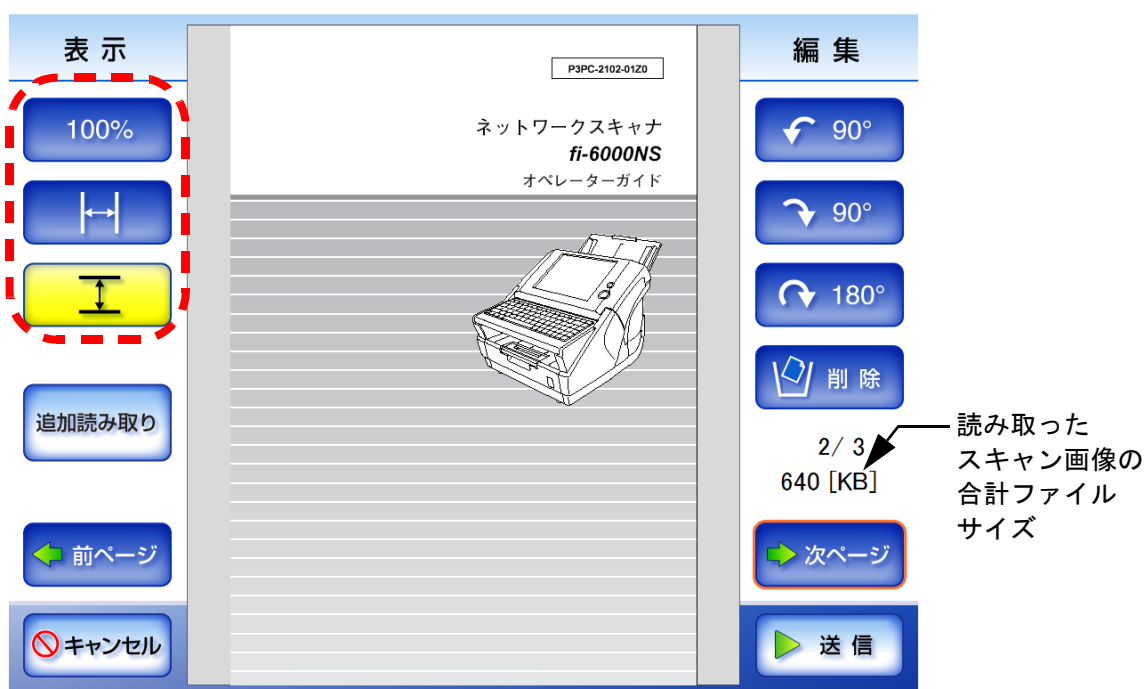 表示
100%
追加読み取り
前ページ
キャンセル
P3PC-2102-01Z0
ネットワークスキャナ
fi-6000NS
オペレーターガイド
編集
90°
90°
180°
削除
2/ 3
640 [KB]
次ページ
送信
読み取った
スキャン画像の
合計ファイル
サイズ